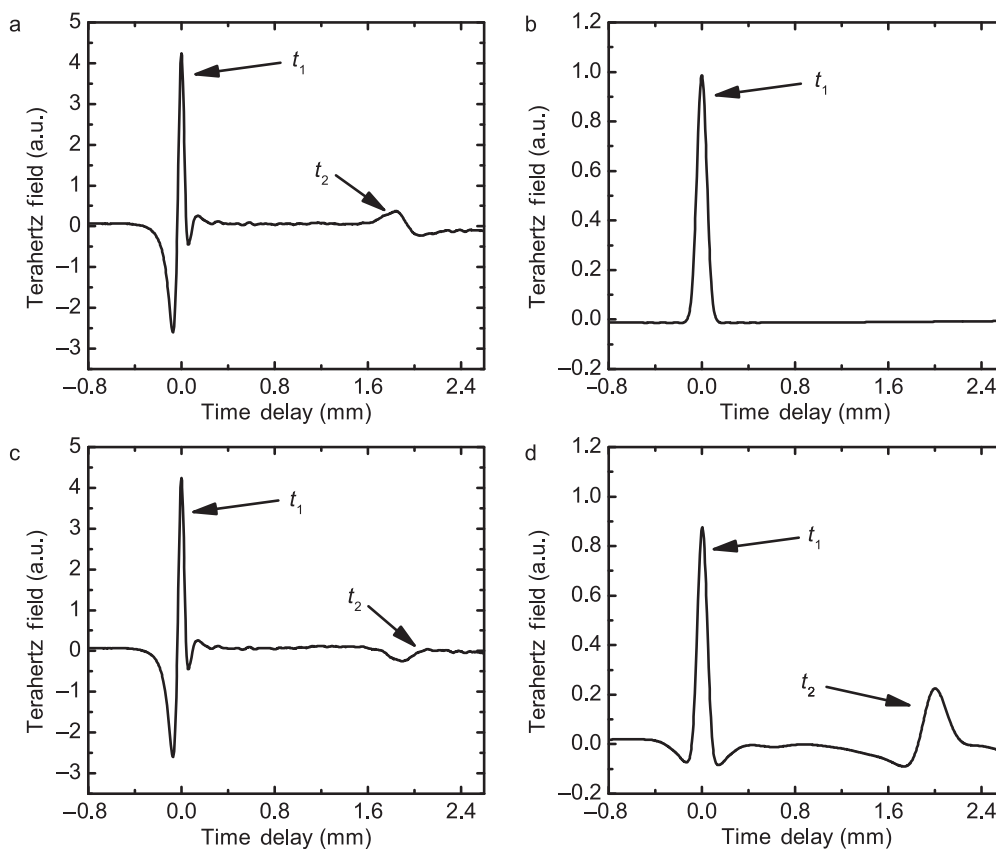 a
5
4
3
2
1
0
–1
–2
–3
–0.8 0.0 0.8 1.6 2.4
Terahertz field (a.u.)
Time delay (mm)
t1
t2
b
1.2
1.0
0.8
0.6
0.4
0.2
0.0
–0.2
–0.8 0.0 0.8 1.6 2.4
Terahertz field (a.u.)
Time delay (mm)
t1
c
5
4
3
2
1
0
–1
–2
–3
–0.8 0.0 0.8 1.6 2.4
Terahertz field (a.u.)
Time delay (mm)
t1
t2
d
1.2
1.0
0.8
0.6
0.4
0.2
0.0
–0.2
–0.8 0.0 0.8 1.6 2.4
Terahertz field (a.u.)
Time delay (mm)
t1
t2